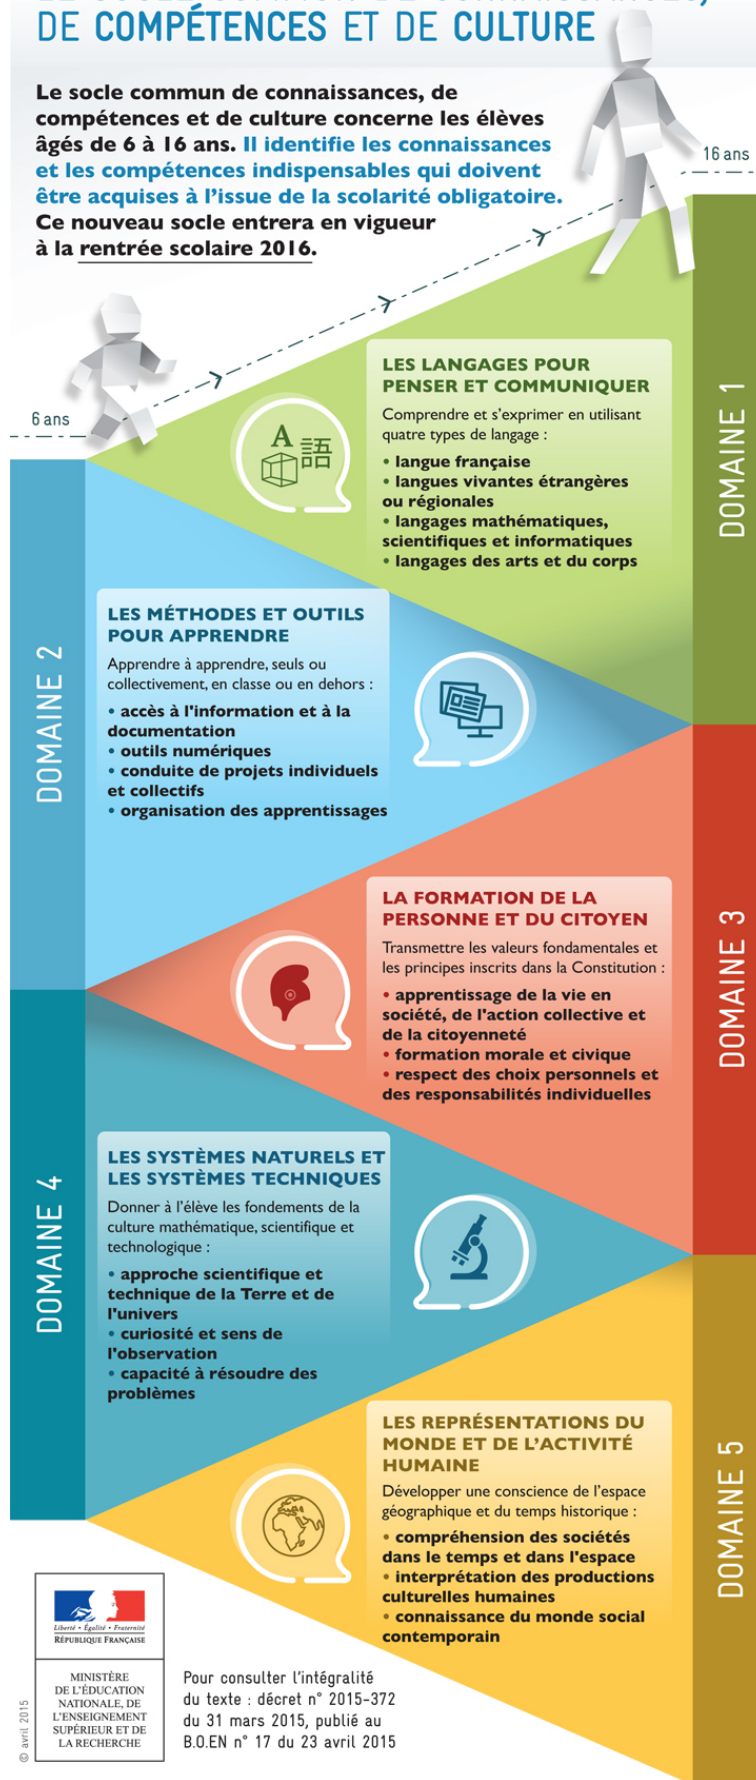 LE SOCLE COMMUN DE CONNAISSANCES,
DE COMPÉTENCES ET DE CULTURE
Le socle commun de connaissances, de
compétences et de culture concerne les élèves
âgés de 6 à 16 ans. Il identifie les connaissances
et les compétences indispensables qui doivent
être acquises à l’issue de la scolarité obligatoire.
Ce nouveau socle entrera en vigueur
à la rentrée scolaire 2016.
16 ans
6 ans
DOMAINE 1
LES LANGAGES POUR
PENSER ET COMMUNIQUER
Comprendre et s’exprimer en utilisant
quatre types de langage :
• langue française
• langues vivantes étrangères
ou régionales
• langages mathématiques,
scientifiques et informatiques
• langages des arts et du corps
A 語
DOMAINE 2
LES MÉTHODES ET OUTILS
POUR APPRENDRE
Apprendre à apprendre, seuls ou
collectivement, en classe ou en dehors :
• accès à l'information et à la
documentation
• outils numériques
• conduite de projets individuels
et collectifs
• organisation des apprentissages
DOMAINE 3
LA FORMATION DE LA
PERSONNE ET DU CITOYEN
Transmettre les valeurs fondamentales et
les principes inscrits dans la Constitution :
• apprentissage de la vie en
société, de l'action collective et
de la citoyenneté
• formation morale et civique
• respect des choix personnels et
des responsabilités individuelles
DOMAINE 4
LES SYSTÈMES NATURELS ET
LES SYSTÈMES TECHNIQUES
Donner à l’élève les fondements de la
culture mathématique, scientifique et
technologique :
• approche scientifique et
technique de la Terre et de
l'univers
• curiosité et sens de
l'observation
• capacité à résoudre des
problèmes
DOMAINE 5
LES REPRÉSENTATIONS DU
MONDE ET DE L’ACTIVITÉ
HUMAINE
Développer une conscience de l’espace
géographique et du temps historique :
• compréhension des sociétés
dans le temps et dans l'espace
• interprétation des productions
culturelles humaines
• connaissance du monde social
contemporain
Liberté • Égalité • Fraternité
RÉPUBLIQUE FRANÇAISE
MINISTÈRE
DE L’ÉDUCATION
NATIONALE, DE
L’ENSEIGNEMENT
SUPÉRIEUR ET DE
LA RECHERCHE
© avril 2015
Pour consulter l’intégralité
du texte : décret n° 2015-372
du 31 mars 2015, publié au
B.O.EN n° 17 du 23 avril 2015